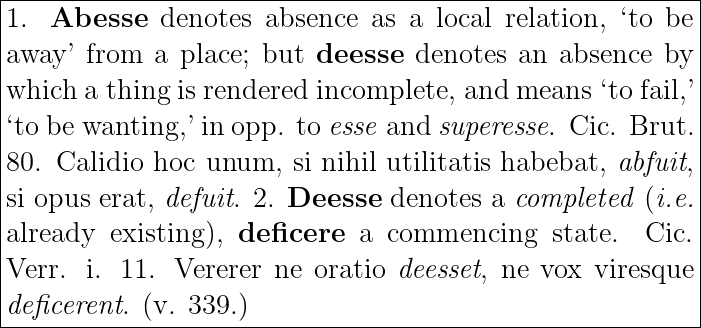 1. Abesse denotes absence as a local relation, ‘to be
away’ from a place; but deesse denotes an absence by
which a thing is rendered incomplete, and means ‘to fail,’
‘to be wanting,’ in opp. to esse and superesse. Cic. Brut.
80. Calidio hoc unum, si nihil utilitatis habebat, abfuit,
si opus erat, defuit. 2. Deesse denotes a completed (i.e.
already existing), deficere a commencing state. Cic.
Verr. i. 11. Vererer ne oratio deesset, ne vox viresque
deficerent. (v. 339.)